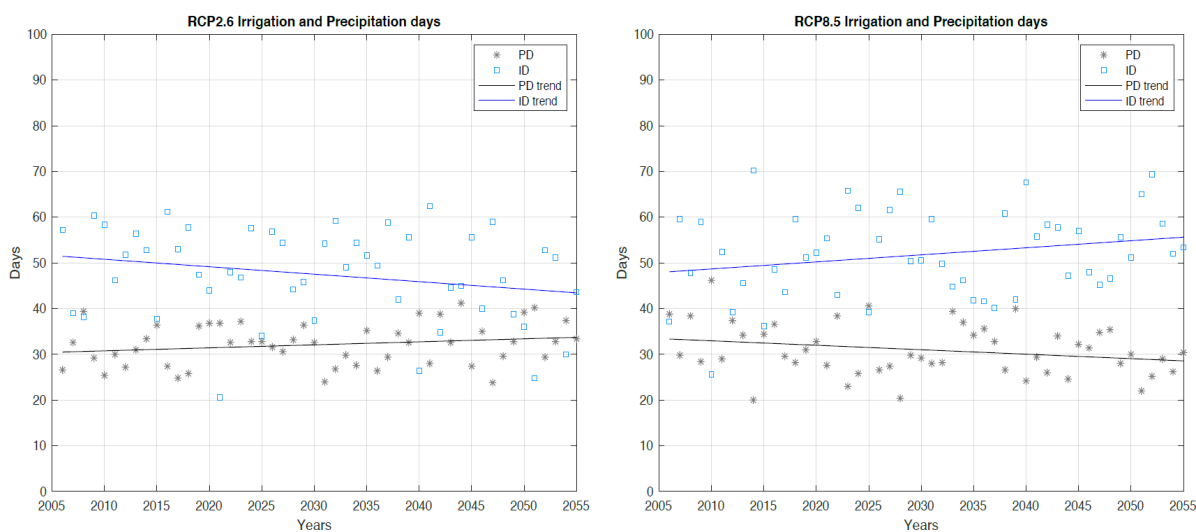 RCP2.6 Irrigation and Precipitation days
100
90
80
70
60
50
40
30
20
10
0
Days
2005 2010 2015 2020 2025 2030 2035 2040 2045 2050 2055
Years
PD
ID
PD trend
ID trend
RCP8.5 Irrigation and Precipitation days
100
90
80
70
60
50
40
30
20
10
0
Days
2005 2010 2015 2020 2025 2030 2035 2040 2045 2050 2055
Years
PD
ID
PD trend
ID trend